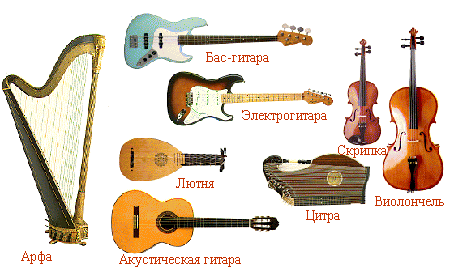 Бас-гитара
Электрогитара
Скрипка
Лютня
Цитра
Виолончель
Арфа
Акустическая гитара